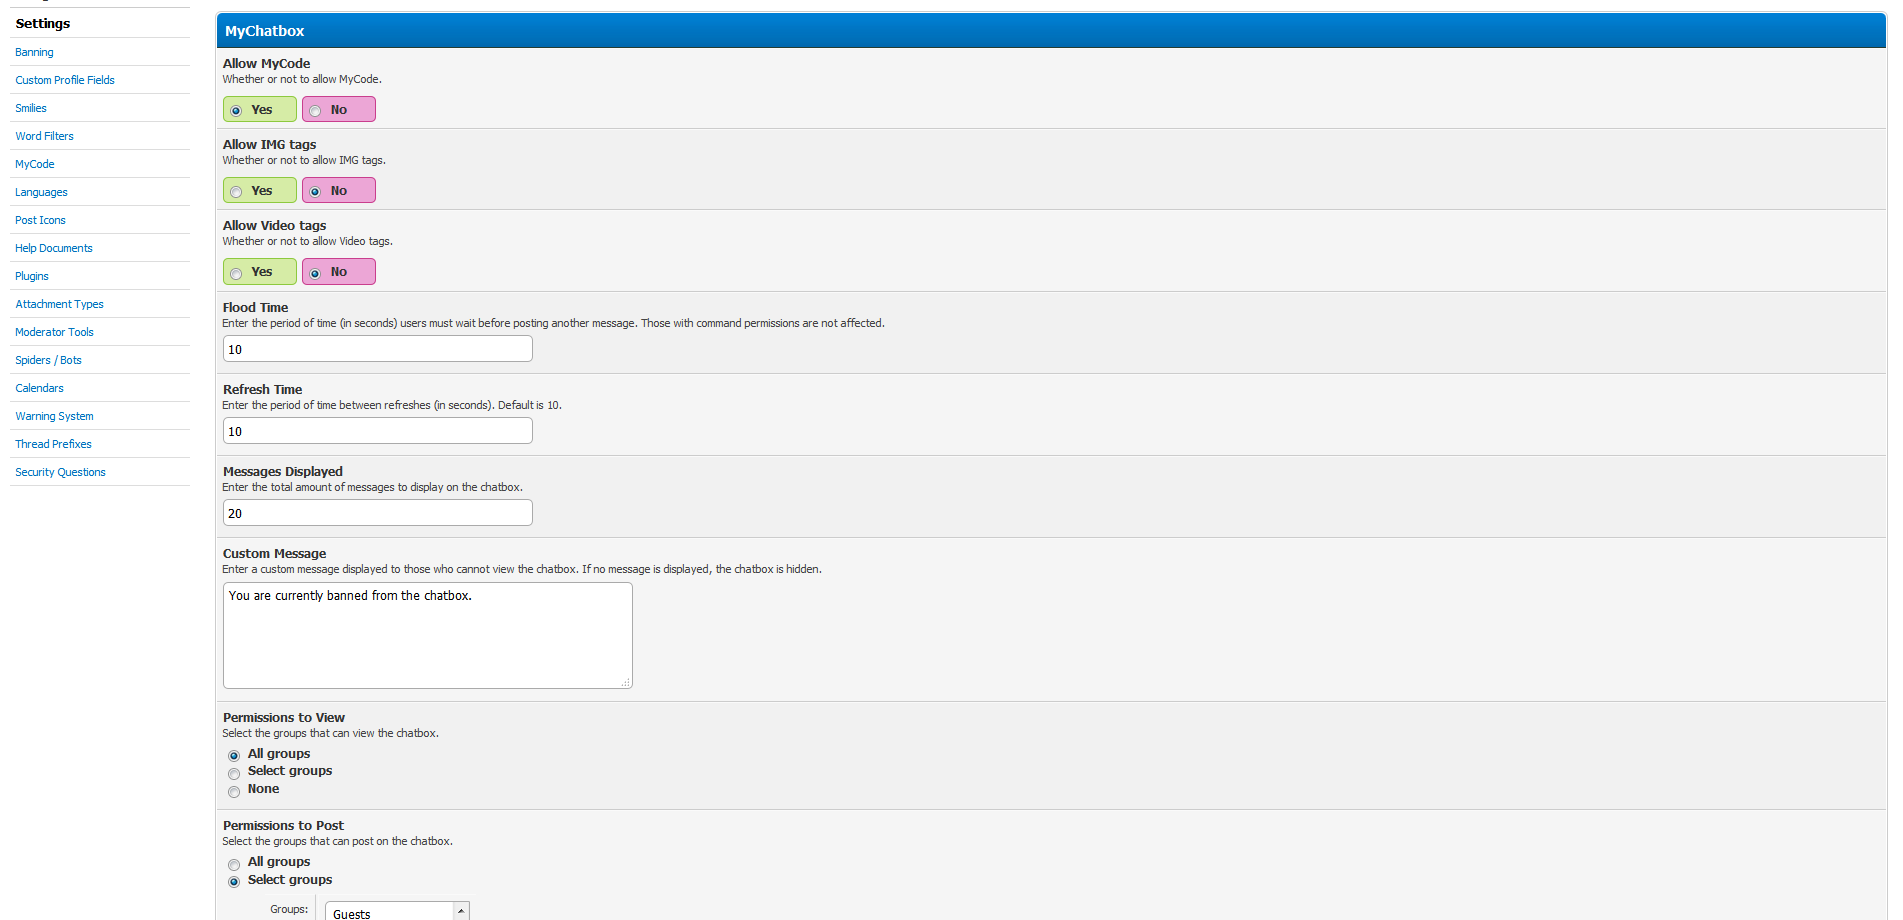 Settings
Banning
Custom Profile Fields
Smilies
Word Filters
MyCode
Languages
Post Icons
Help Documents
Plugins
Attachment Types
Moderator Tools
Spiders / Bots
Calendars
Warning System
Thread Prefixes
Security Questions
MyChatbox
Allow MyCode
Whether or not to allow MyCode.
Yes No
Allow IMG tags
Whether or not to allow IMG tags.
Yes No
Allow Video tags
Whether or not to allow Video tags.
Yes No
Flood Time
Enter the period of time (in seconds) users must wait before posting another message. Those with command permissions are not affected.
10
Refresh Time
Enter the period of time between refreshes (in seconds). Default is 10.
10
Messages Displayed
Enter the total amount of messages to display on the chatbox.
20
Custom Message
Enter a custom message displayed to those who cannot view the chatbox. If no message is displayed, the chatbox is hidden.
You are currently banned from the chatbox.
Permissions to View
Select the groups that can view the chatbox.
All groups
Select groups
None
Permissions to Post
Select the groups that can post on the chatbox.
All groups
Select groups
Groups: Guests